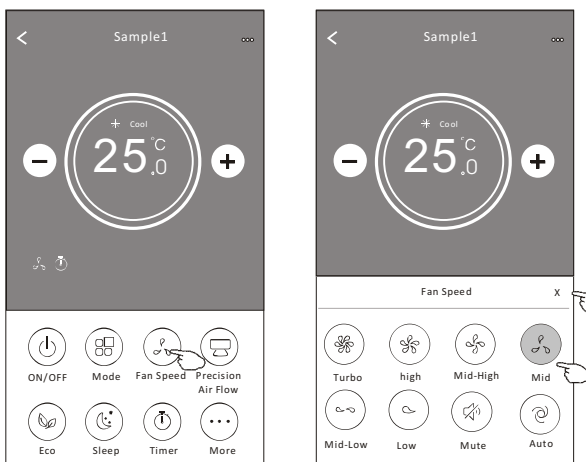 Sample1
Cool
25.0°C
ON/OFF
Mode
Fan Speed
Precision Air Flow
Eco
Sleep
Timer
More
Sample1
Cool
25.0°C
Fan Speed
X
Turbo
high
Mid-High
Mid
Mid-Low
Low
Mute
Auto